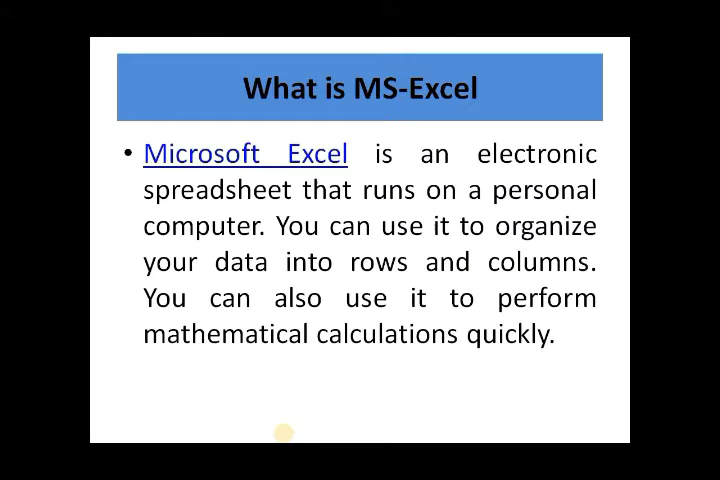 What is MS-Excel
• Microsoft Excel is an electronic
spreadsheet that runs on a personal
computer. You can use it to organize
your data into rows and columns.
You can also use it to perform
mathematical calculations quickly.